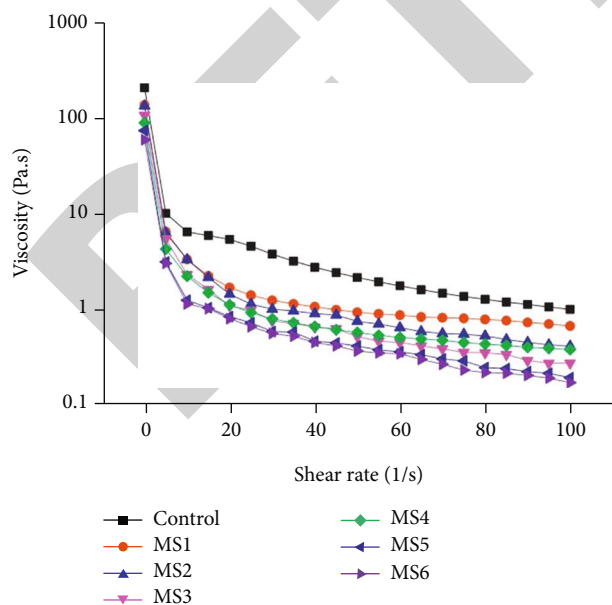 1000
100
10
1
0.1
Viscosity (Pa.s)
0 20 40 60 80 100
Shear rate (1/s)
Control MS4
MS1 MS5
MS2 MS6
MS3